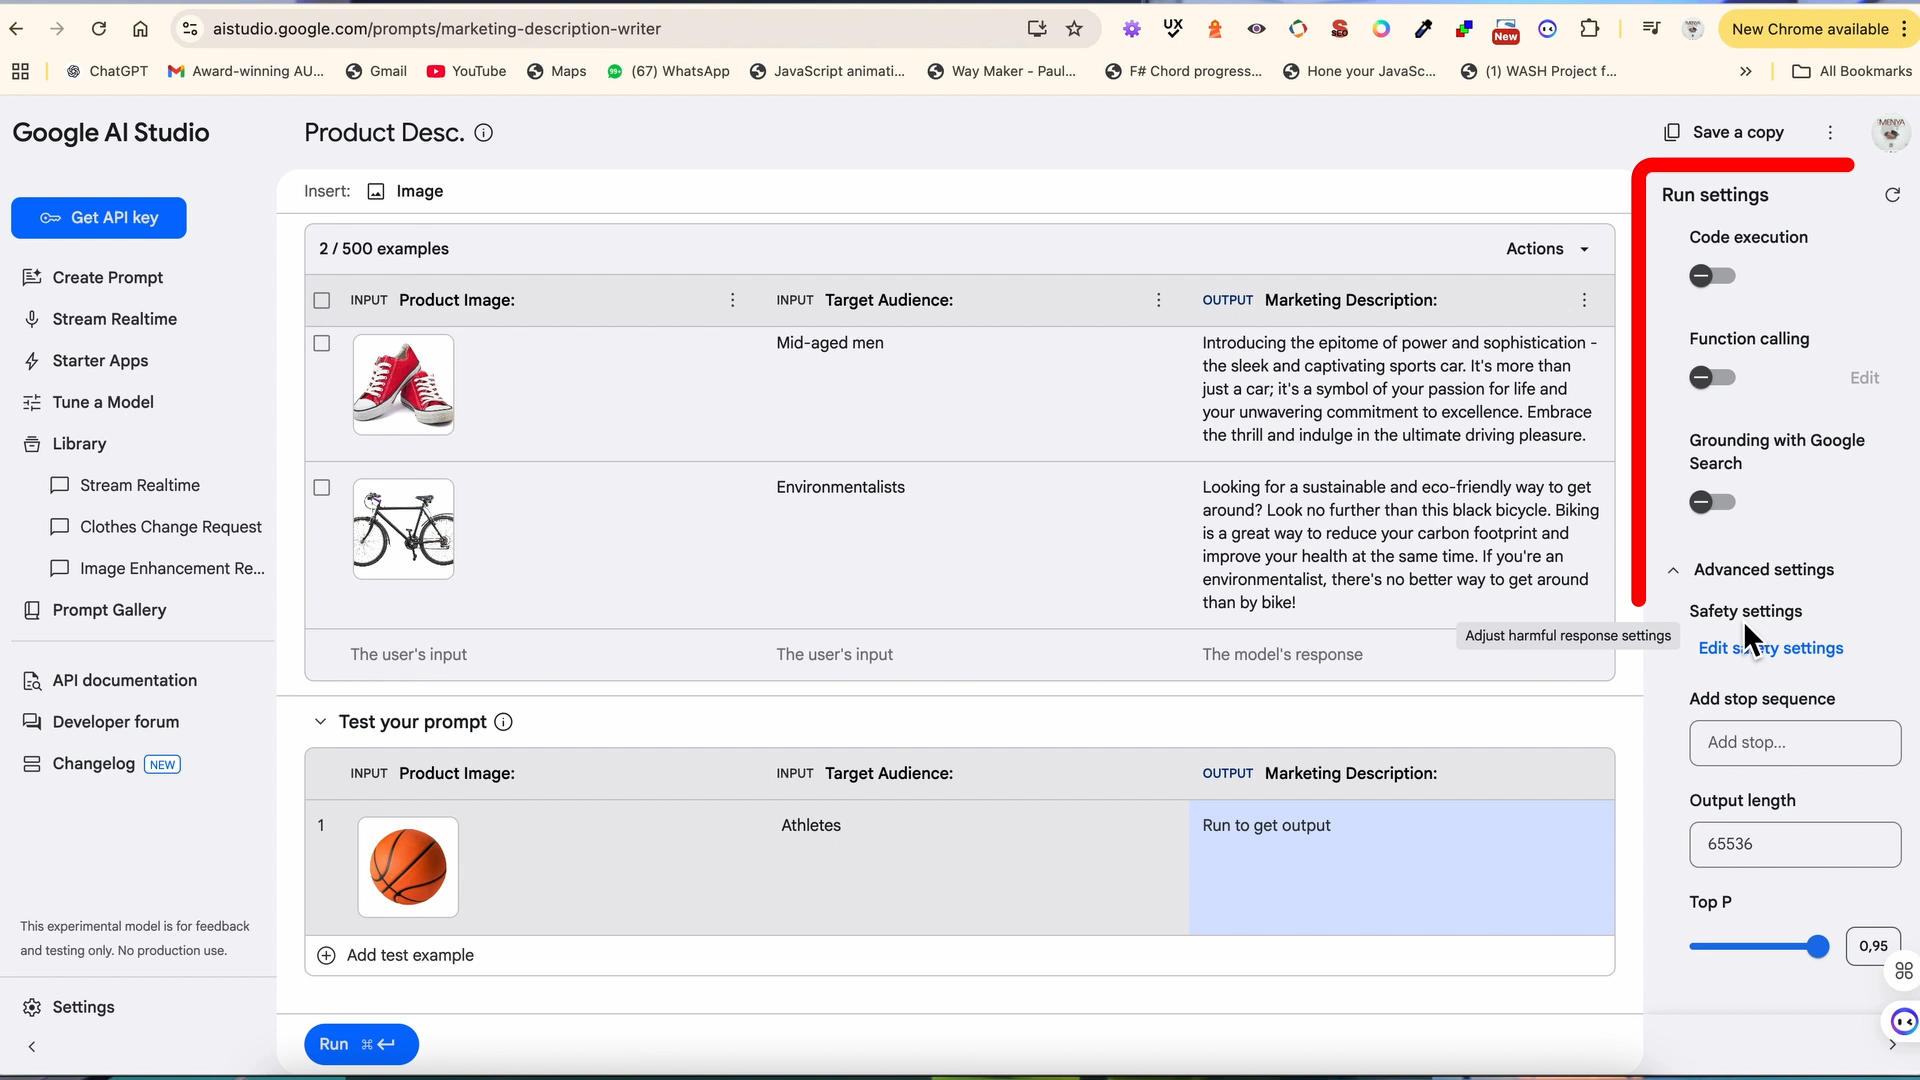 aistudio.google.com/prompts/marketing-description-writer
UX
SEO
New
New Chrome available
ChatGPT
Award-winning AU...
Gmail
YouTube
Maps
99+
(67) WhatsApp
JavaScript animati...
Way Maker - Paul...
F# Chord progress...
Hone your JavaSc...
(1) WASH Project f...
All Bookmarks
Google AI Studio
Product Desc.
Save a copy
Get API key
Create Prompt
Stream Realtime
Starter Apps
Tune a Model
Library
Stream Realtime
Clothes Change Request
Image Enhancement Re...
Prompt Gallery
API documentation
Developer forum
Changelog NEW
This experimental model is for feedback
and testing only. No production use.
Settings
Insert: Image
2 / 500 examples
Actions
INPUT Product Image:
INPUT Target Audience:
OUTPUT Marketing Description:
Mid-aged men
Introducing the epitome of power and sophistication -
the sleek and captivating sports car. It's more than
just a car; it's a symbol of your passion for life and
your unwavering commitment to excellence. Embrace
the thrill and indulge in the ultimate driving pleasure.
Environmentalists
Looking for a sustainable and eco-friendly way to get
around? Look no further than this black bicycle. Biking
is a great way to reduce your carbon footprint and
improve your health at the same time. If you're an
environmentalist, there's no better way to get around
than by bike!
The user's input
The user's input
The model's response
Test your prompt
INPUT Product Image:
INPUT Target Audience:
OUTPUT Marketing Description:
1
Athletes
Run to get output
Add test example
Run ⌘
Run settings
Code execution
Function calling
Edit
Grounding with Google
Search
Advanced settings
Safety settings
Adjust harmful response settings
Edit safety settings
Add stop sequence
Add stop...
Output length
65536
Top P
0,95